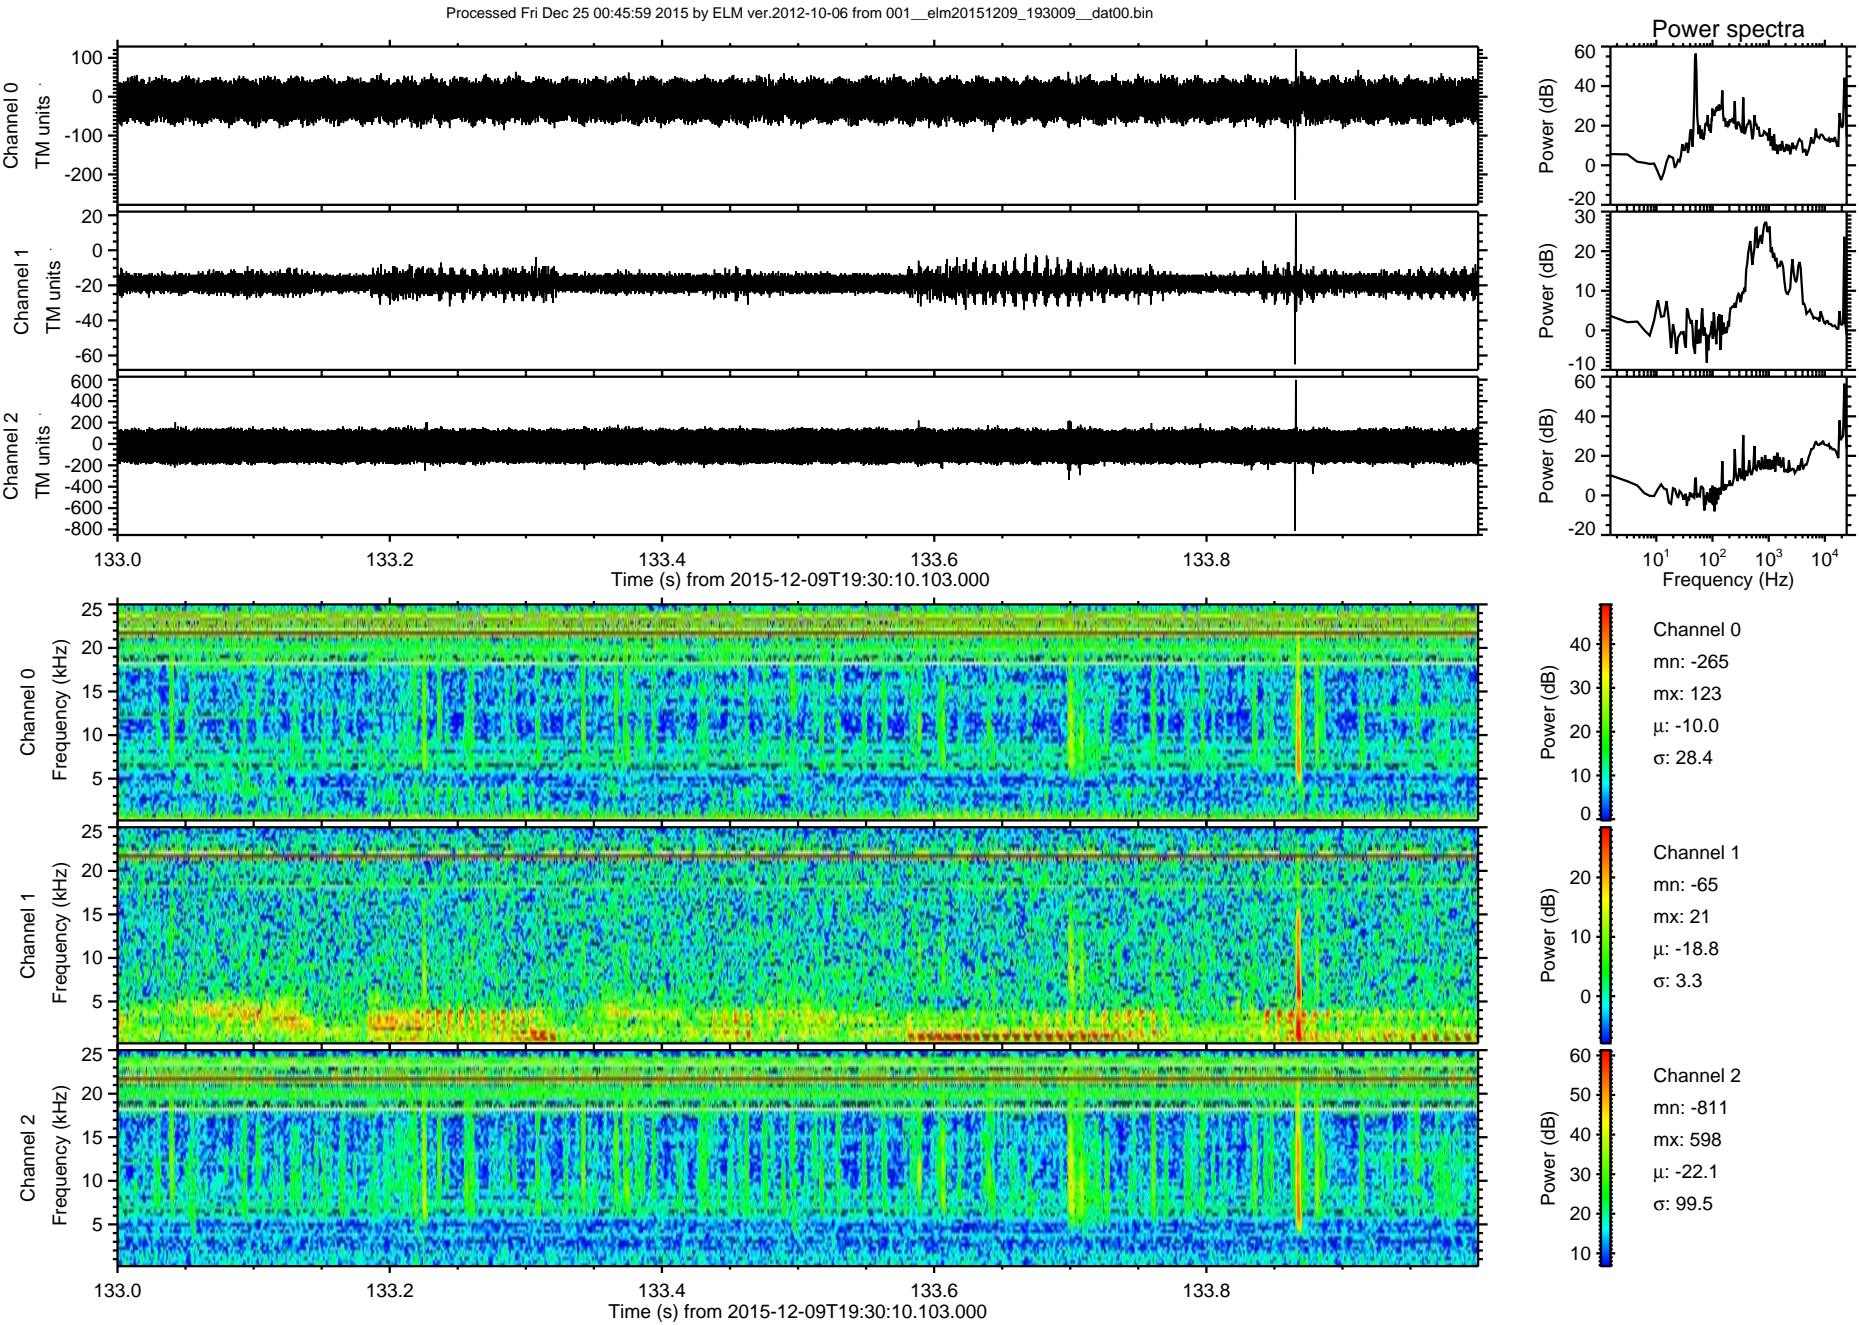 Processed Fri Dec 25 00:45:59 2015 by ELM ver.2012-10-06 from 001__elm20151209_193009__dat00.bin
Power spectra
Channel 0
TM units
100
0
-100
-200
Power (dB)
60
40
20
0
-20
Channel 1
TM units
20
0
-20
-40
-60
Power (dB)
30
20
10
0
-10
Channel 2
TM units
600
400
200
0
-200
-400
-600
-800
Power (dB)
60
40
20
0
-20
133.0 133.2 133.4 133.6 133.8
Time (s) from 2015-12-09T19:30:10.103.000
10¹ 10² 10³ 10⁴
Frequency (Hz)
Channel 0
Frequency (kHz)
25
20
15
10
5
Power (dB)
40
30
20
10
0
Channel 0
mn: -265
mx: 123
µ: -10.0
σ: 28.4
Channel 1
Frequency (kHz)
25
20
15
10
5
Power (dB)
20
10
0
Channel 1
mn: -65
mx: 21
µ: -18.8
σ: 3.3
Channel 2
Frequency (kHz)
25
20
15
10
5
Power (dB)
60
50
40
30
20
10
Channel 2
mn: -811
mx: 598
µ: -22.1
σ: 99.5
133.0 133.2 133.4 133.6 133.8
Time (s) from 2015-12-09T19:30:10.103.000